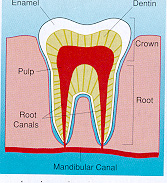 Enamel Dentin
Crown
Pulp
Root
Root
Canals
Mandibular Canal